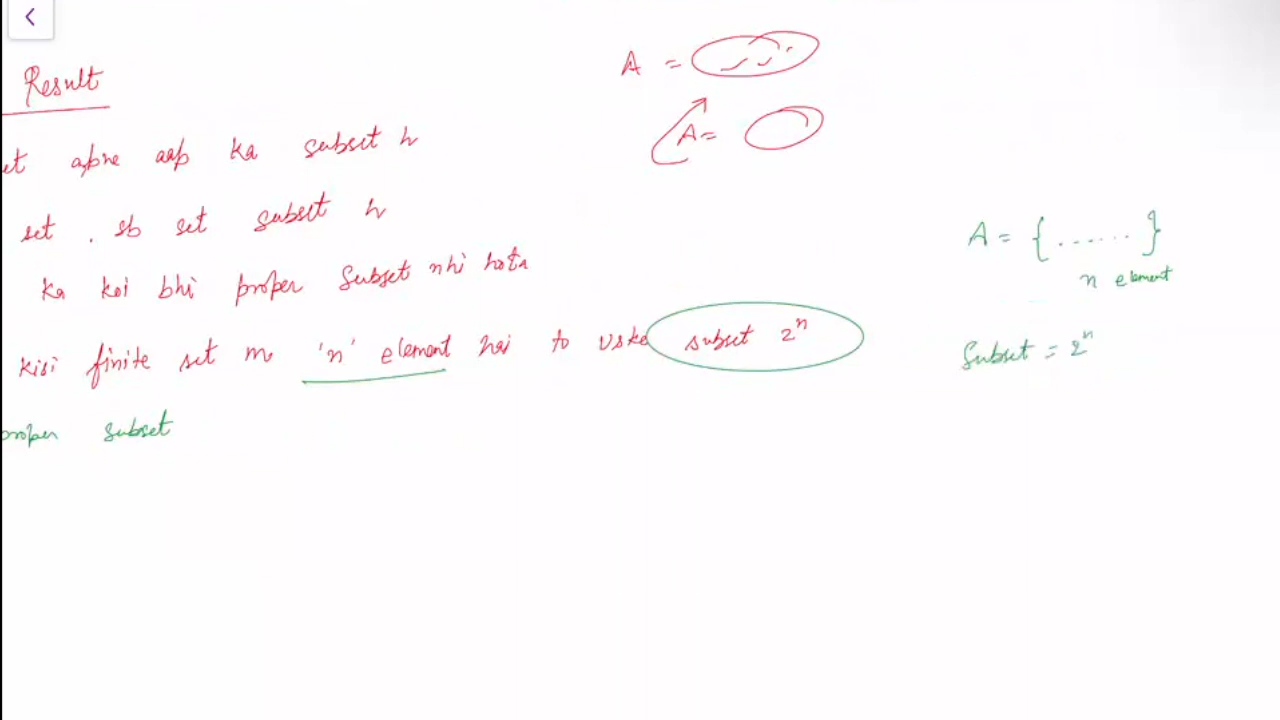 Result
A =
A =
et apne aap ka subset h
set . sb set subset h
A = { ...... }
ka koi bhi proper subset nhi hota
n element
kisi finite set m 'n' element hai to uske subset 2ⁿ
Subset = 2ⁿ
proper subset